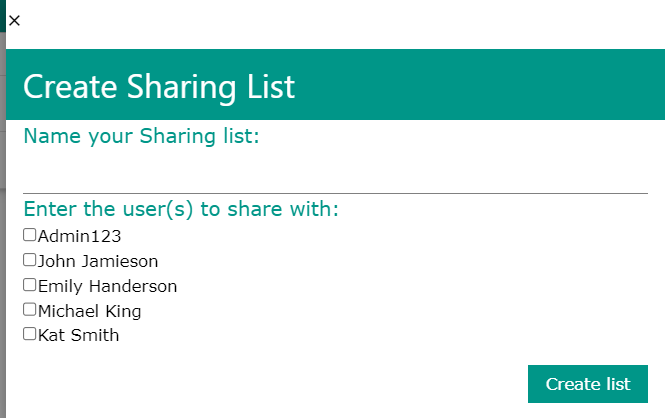 ×
Create Sharing List
Name your Sharing list:
Enter the user(s) to share with:
Admin123
John Jamieson
Emily Handerson
Michael King
Kat Smith
Create list